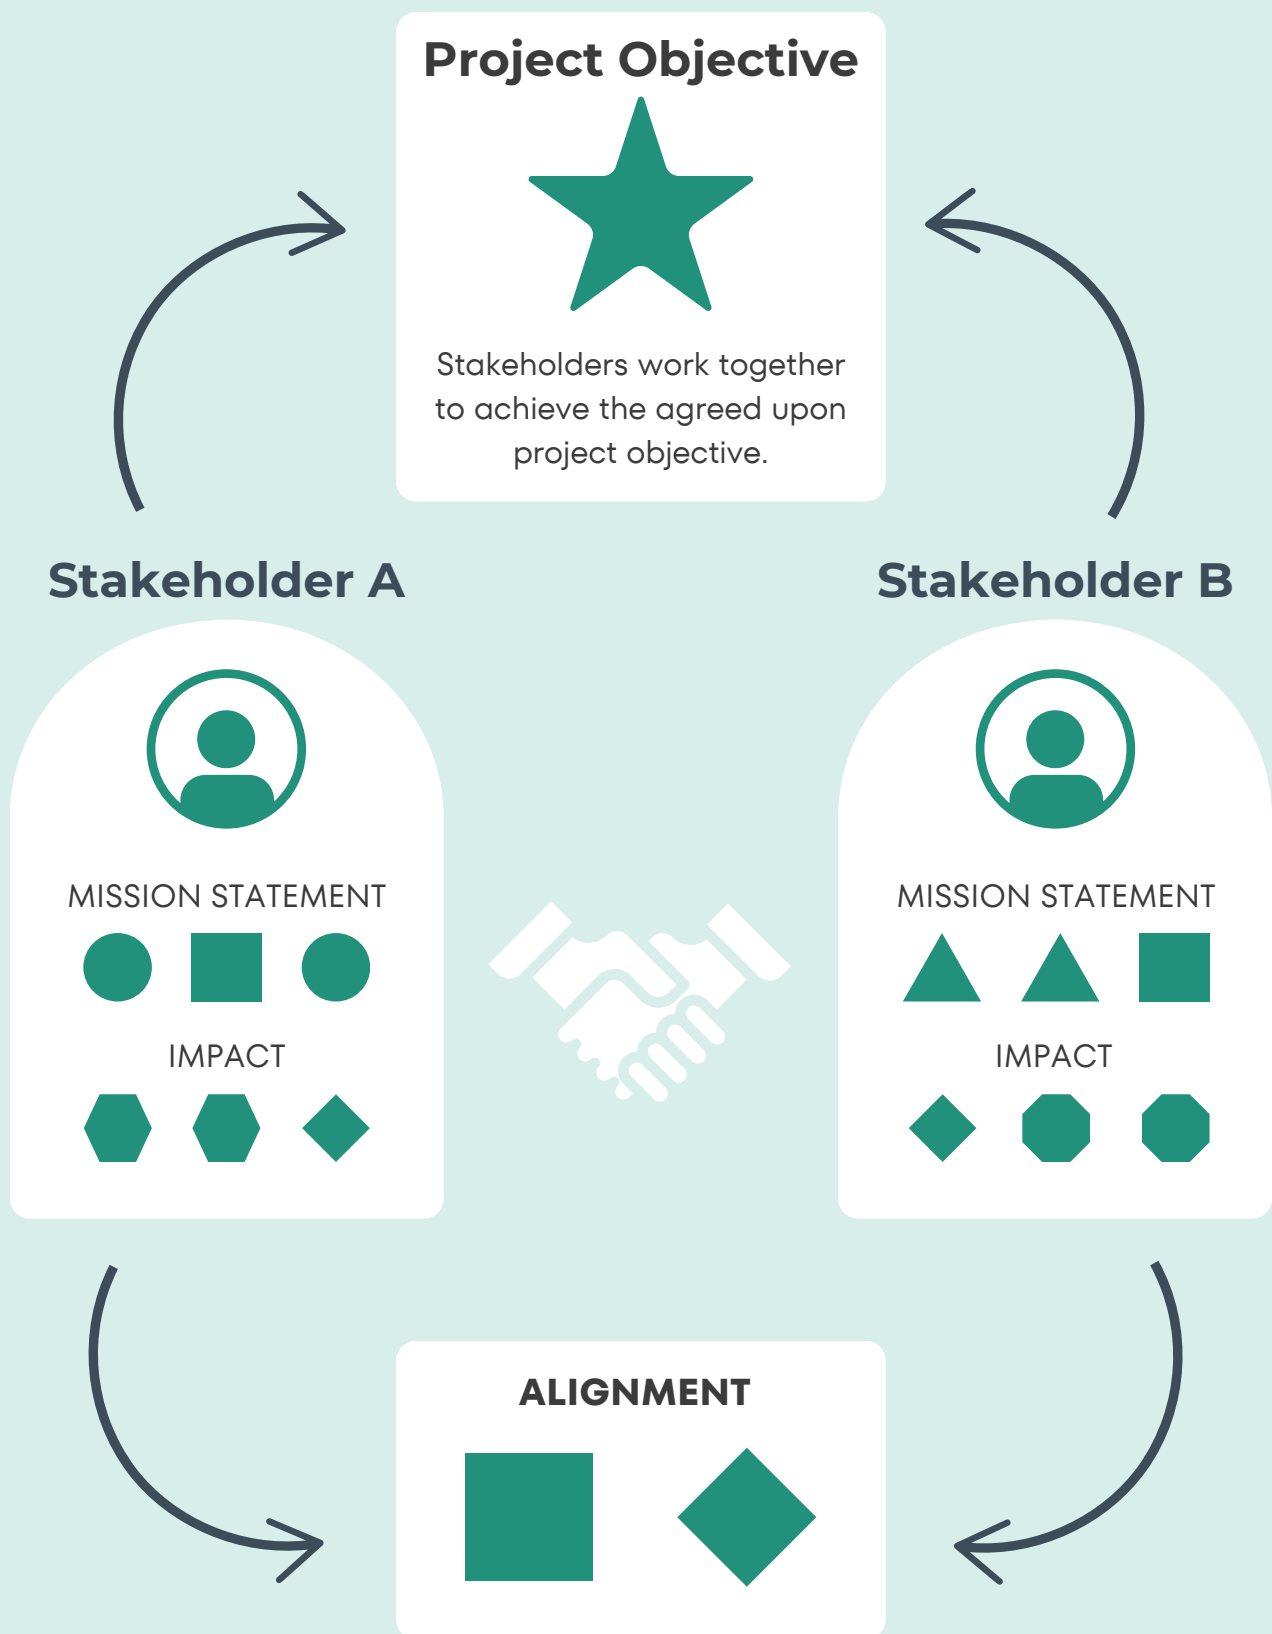 Project Objective
Stakeholders work together
to achieve the agreed upon
project objective.
Stakeholder A
MISSION STATEMENT
IMPACT
Stakeholder B
MISSION STATEMENT
IMPACT
ALIGNMENT